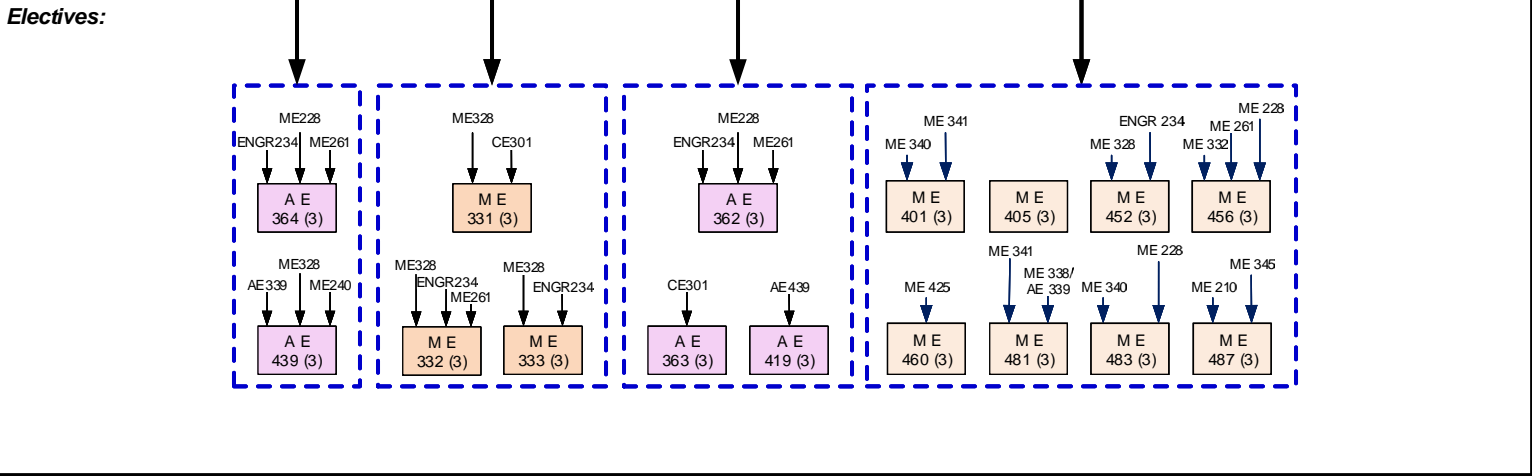 Electives:
ME228
ENGR234 ME261
A E
364 (3)
ME328
AE339 ME240
A E
439 (3)
ME328
CE301
M E
331 (3)
ME328
ENGR234
ME261
M E
332 (3)
ME328
ENGR234
M E
333 (3)
ME228
ENGR234 ME261
A E
362 (3)
CE301
A E
363 (3)
AE439
A E
419 (3)
ME 341
ME 340
M E
401 (3)
M E
405 (3)
ENGR 234
ME 328
M E
452 (3)
ME 228
ME 261
ME 332
M E
456 (3)
ME 425
M E
460 (3)
ME 341
ME 338/
AE 339
M E
481 (3)
ME 228
ME 340
M E
483 (3)
ME 345
ME 210
M E
487 (3)